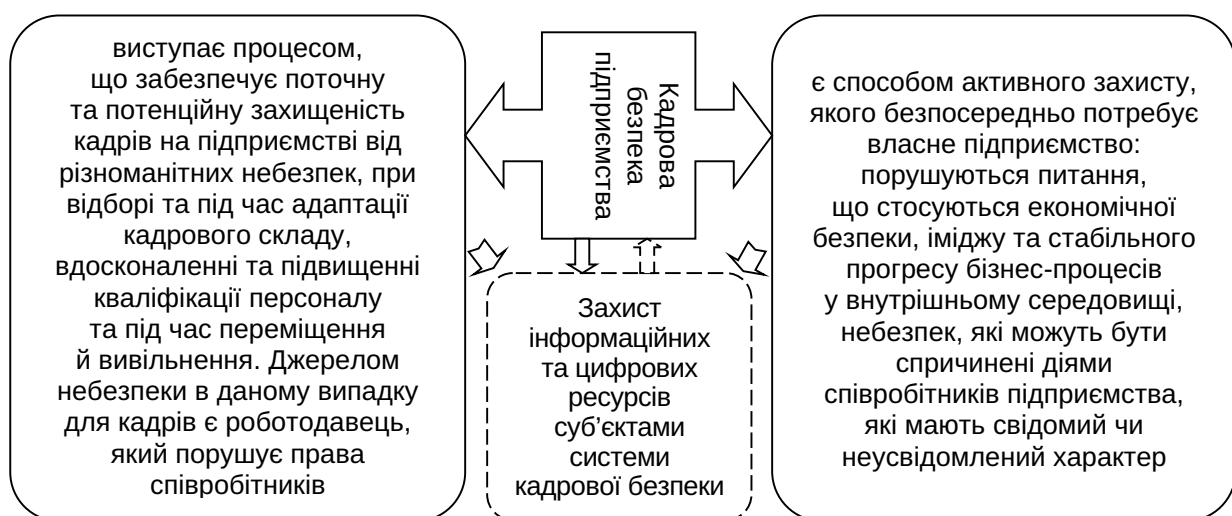 виступає процесом,
що забезпечує поточну
та потенційну захищеність
кадрів на підприємстві від
різноманітних небезпек, при
відборі та під час адаптації
кадрового складу,
вдосконаленні та підвищенні
кваліфікації персоналу
та під час переміщення
й вивільнення. Джерелом
небезпеки в даному випадку
для кадрів є роботодавець,
який порушує права
співробітників
Кадрова
безпека
підприємства
Захист
інформаційних
та цифрових
ресурсів
суб’єктами
системи
кадрової безпеки
є способом активного захисту,
якого безпосередньо потребує
власне підприємство:
порушуються питання,
що стосуються економічної
безпеки, іміджу та стабільного
прогресу бізнес-процесів
у внутрішньому середовищі,
небезпек, які можуть бути
спричинені діями
співробітників підприємства,
які мають свідомий чи
неусвідомлений характер